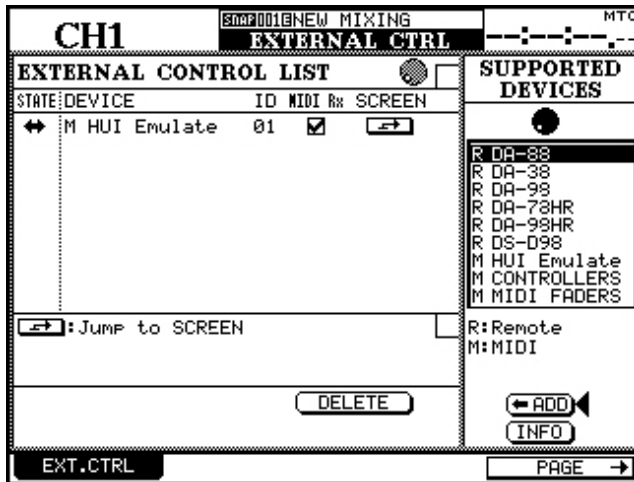 CH1
SNAP001 NEW MIXING
EXTERNAL CTRL
MTC
--:--:--.--
EXTERNAL CONTROL LIST
STATE DEVICE ID MIDI Rx SCREEN
M HUI Emulate 01
:Jump to SCREEN
DELETE
SUPPORTED
DEVICES
R DA-88
R DA-38
R DA-98
R DA-78HR
R DA-98HR
R DS-D98
M HUI Emulate
M CONTROLLERS
M MIDI FADERS
R:Remote
M:MIDI
ADD
INFO
EXT.CTRL
PAGE